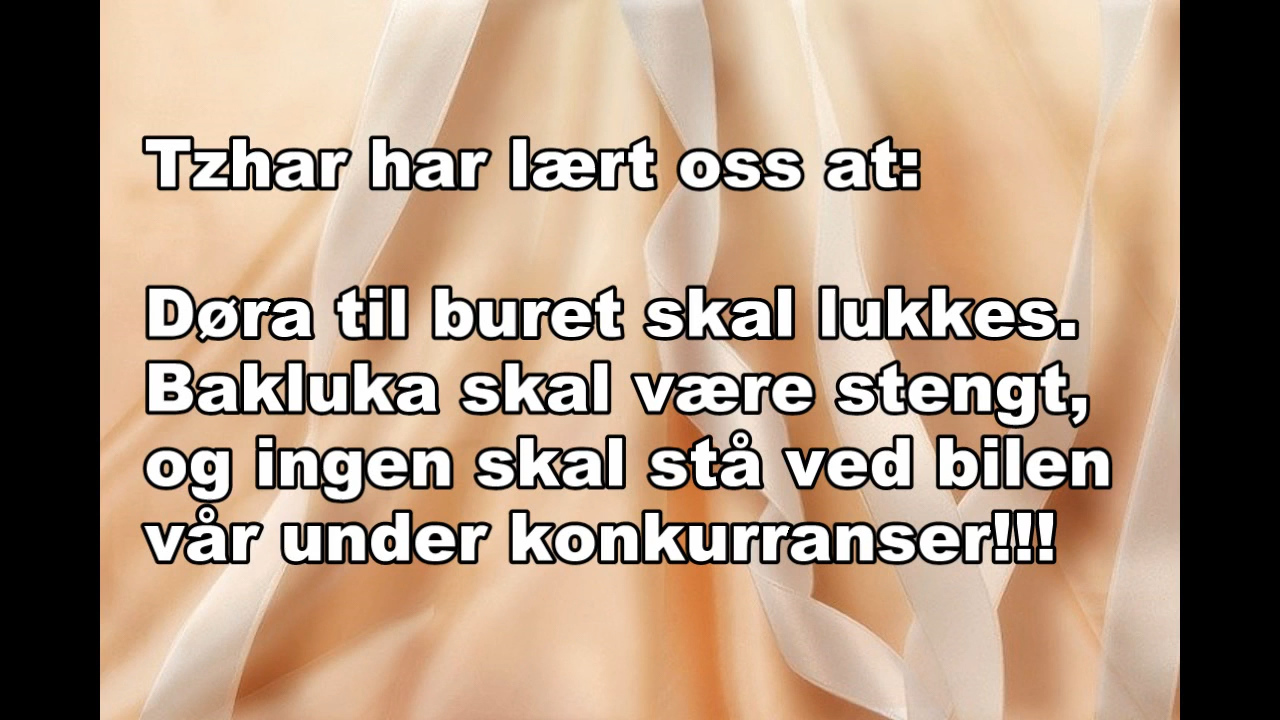 Tzhar har lært oss at:
Døra til buret skal lukkes.
Bakluka skal være stengt,
og ingen skal stå ved bilen
vår under konkurranser!!!